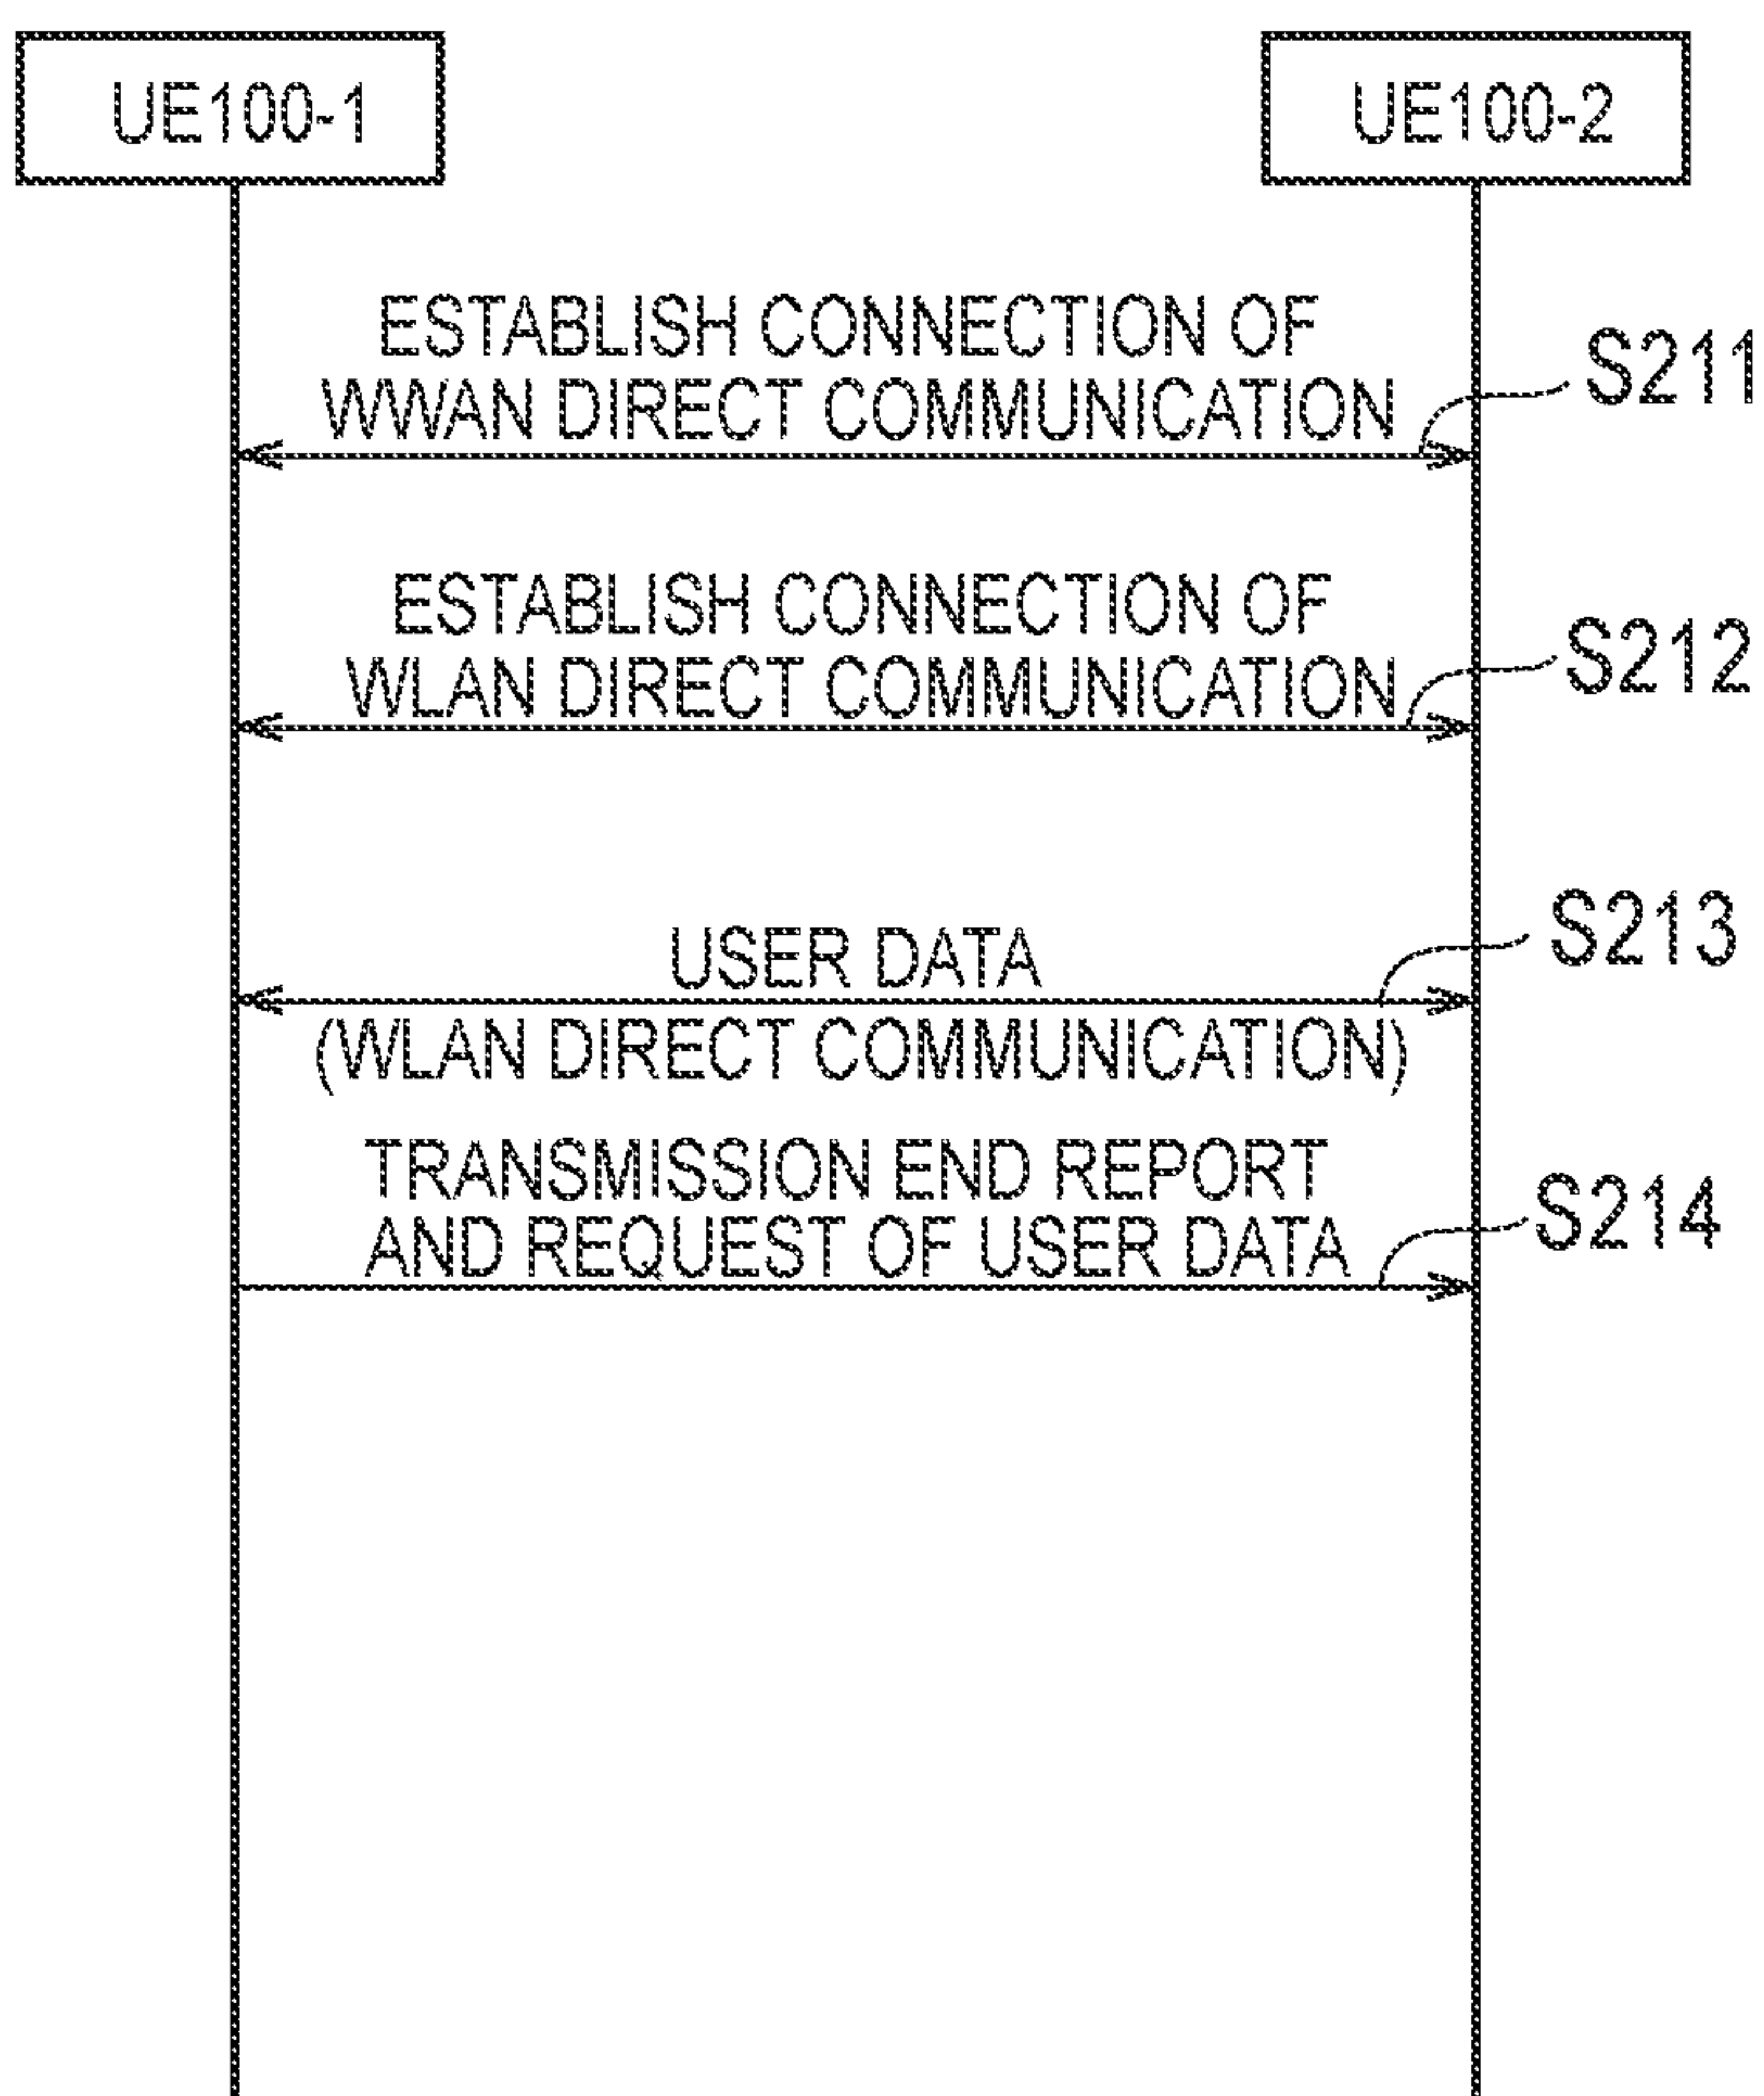 UE100-1
UE100-2
ESTABLISH CONNECTION OF
WWAN DIRECT COMMUNICATION
S211
ESTABLISH CONNECTION OF
WLAN DIRECT COMMUNICATION
S212
USER DATA
(WLAN DIRECT COMMUNICATION)
S213
TRANSMISSION END REPORT
AND REQUEST OF USER DATA
S214